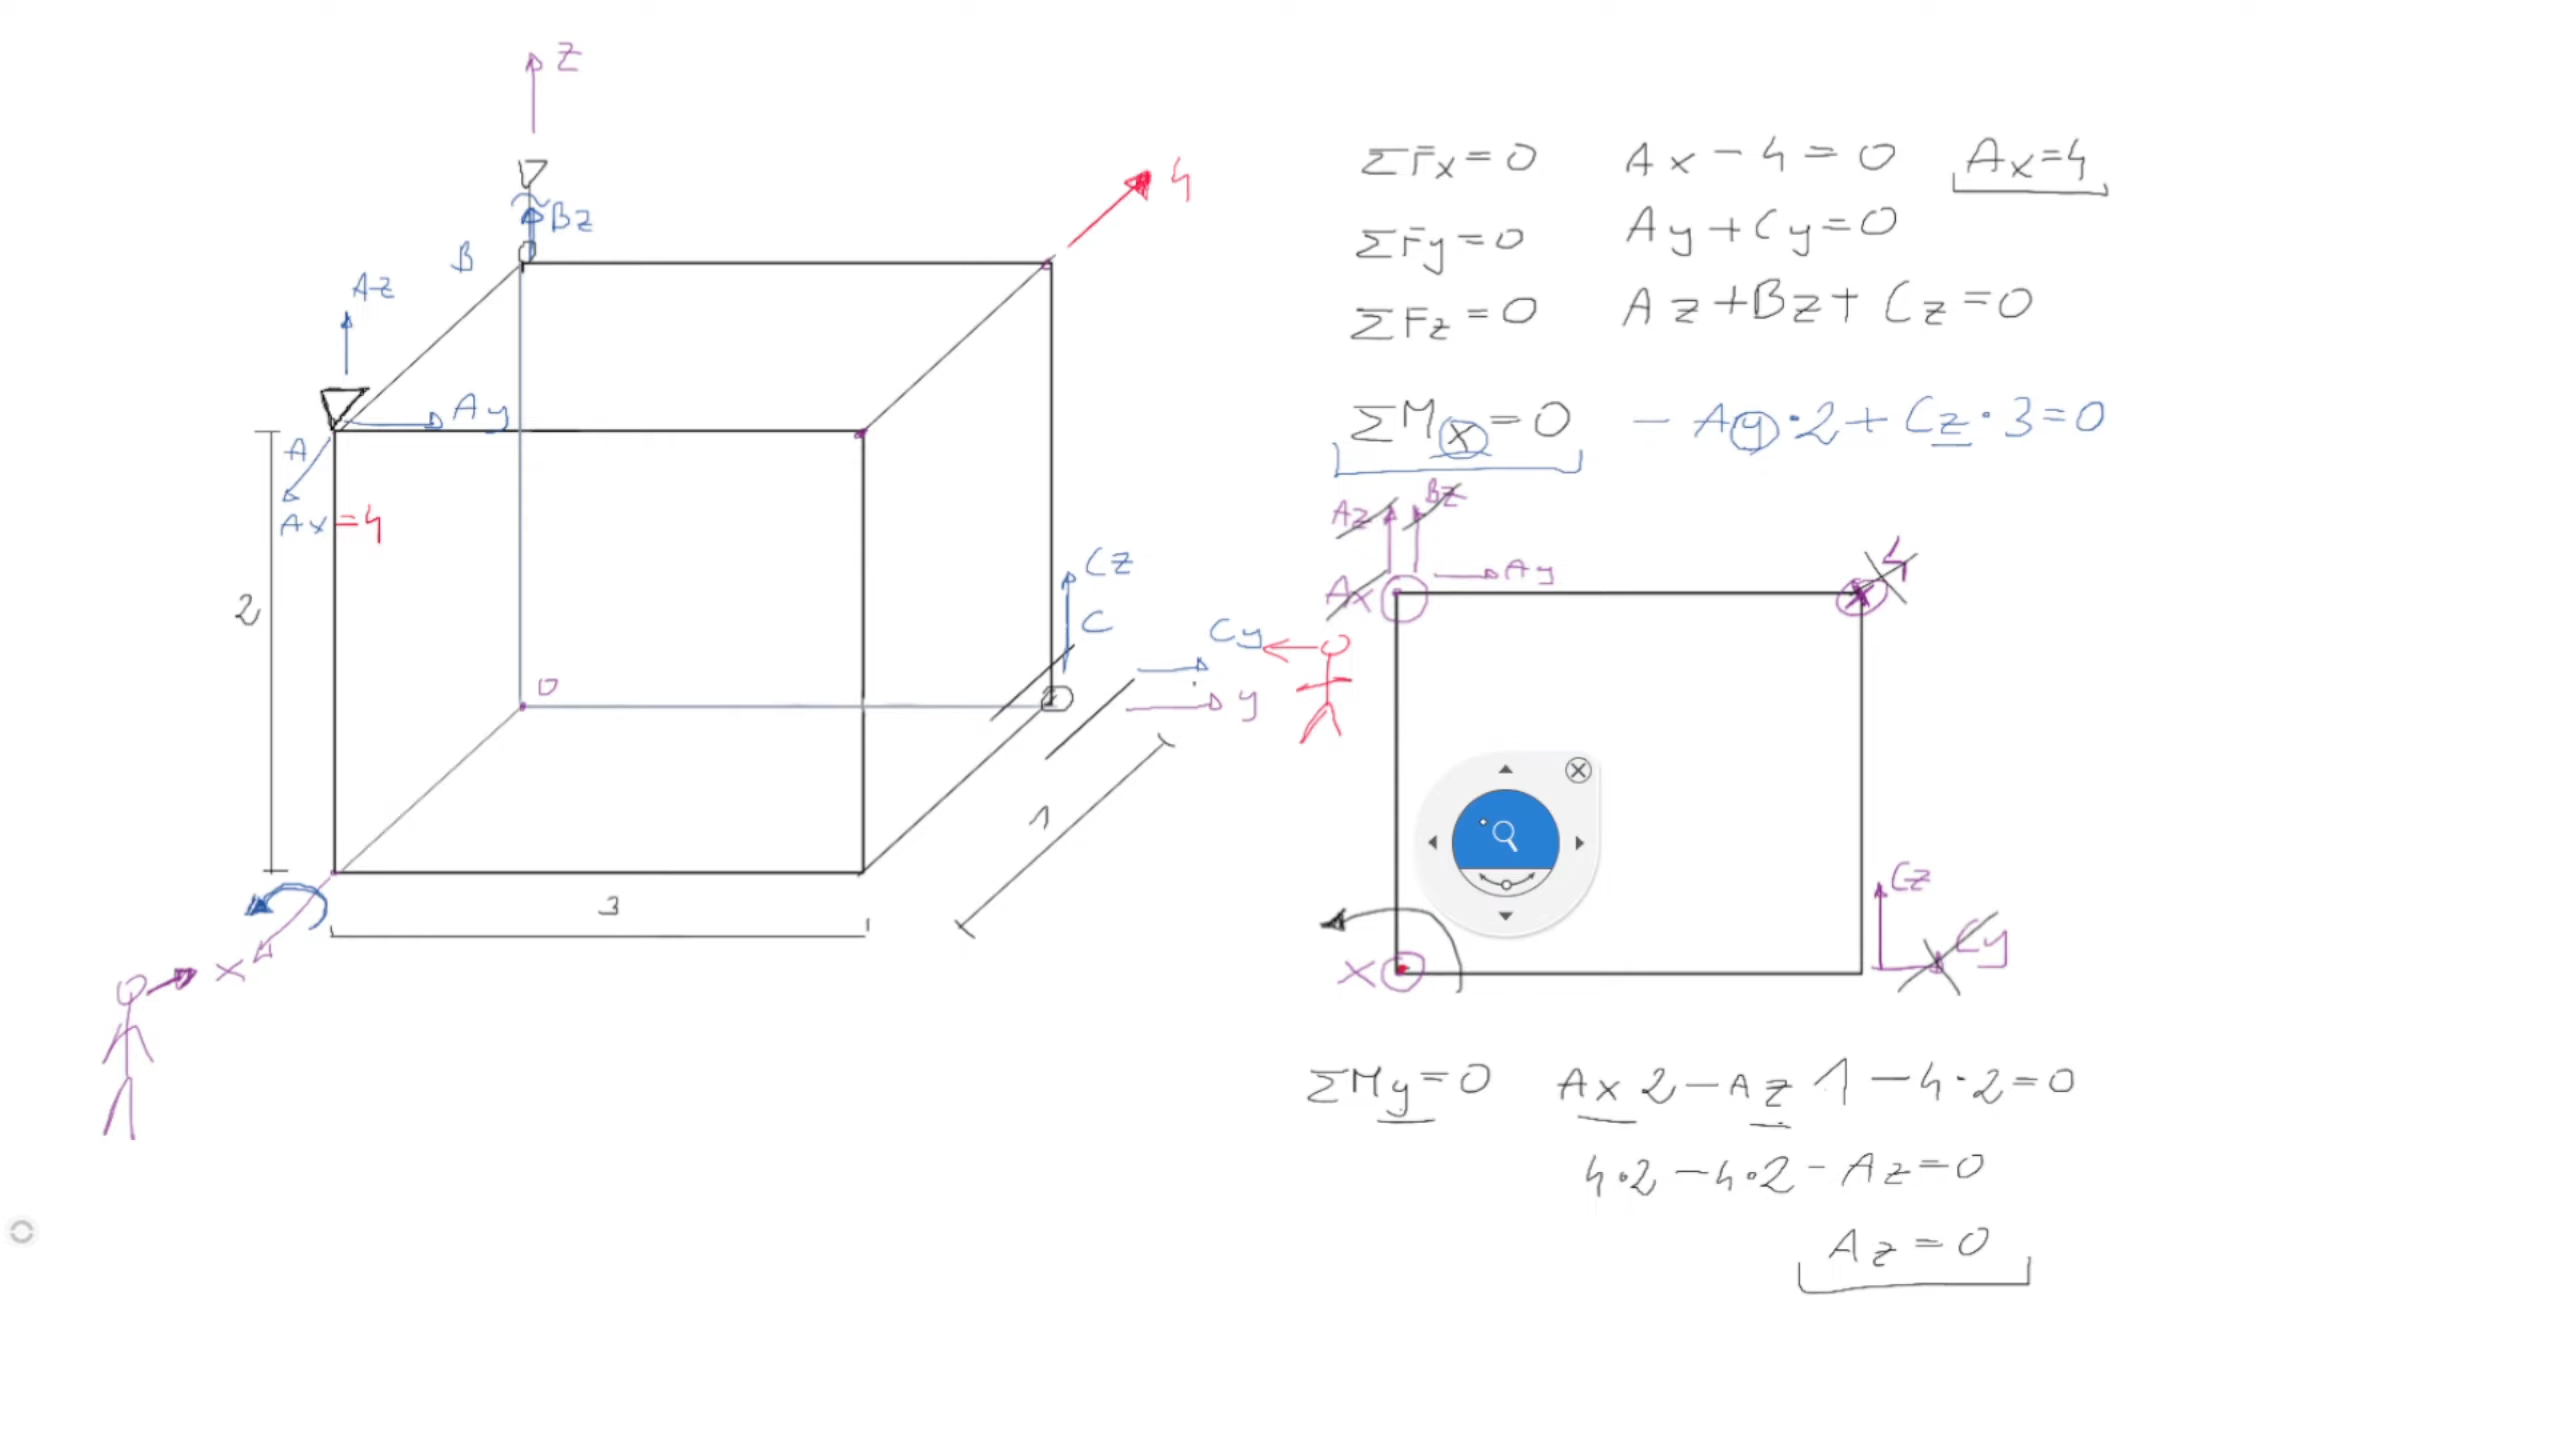 z
Bz
B
Az
Ay
A
Ax=4
2
4
Cz
C
Cy
y
O
1
3
x
ΣFx=0 Ax-4=0 Ax=4
ΣFy=0 Ay+Cy=0
ΣFz=0 Az+Bz+Cz=0
ΣMx=0 -Ay·2+Cz·3=0
Az Bz
Ax Ay 4
Cz
Cy
x
ΣMy=0 Ax 2-Az 1-4·2=0
4·2-4·2-Az=0
Az=0